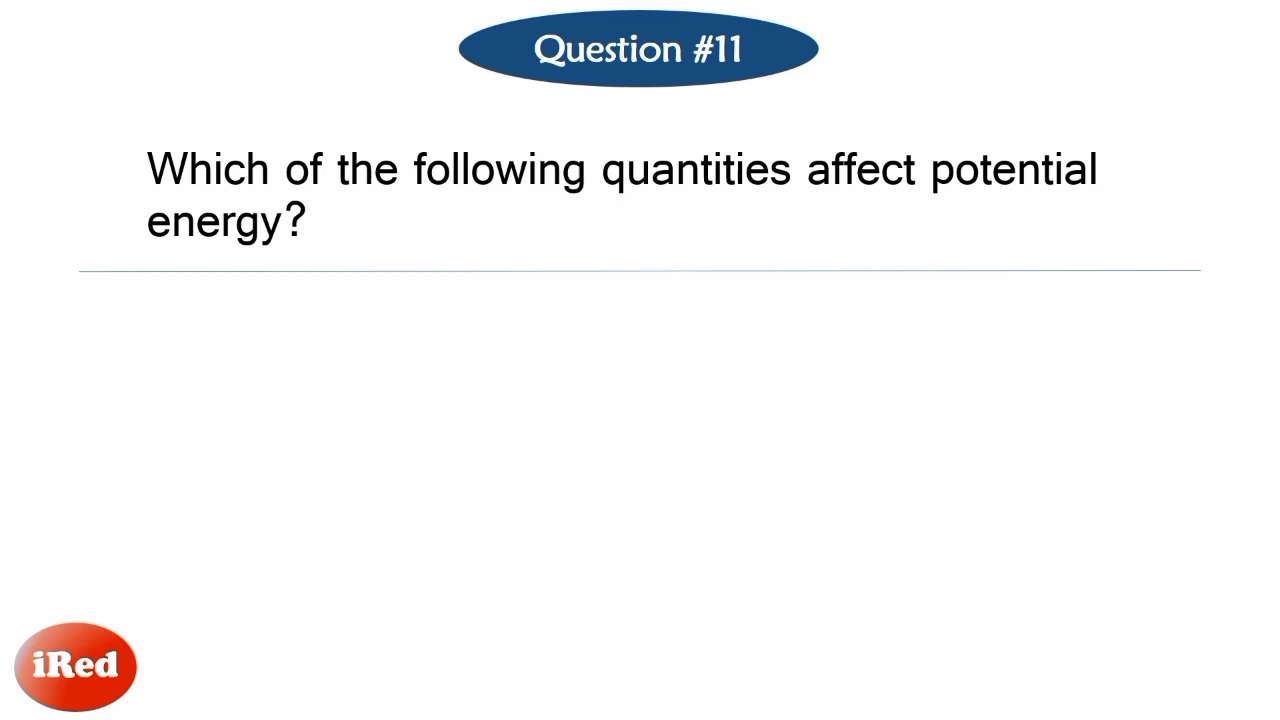 Question #11
Which of the following quantities affect potential
energy?
iRed